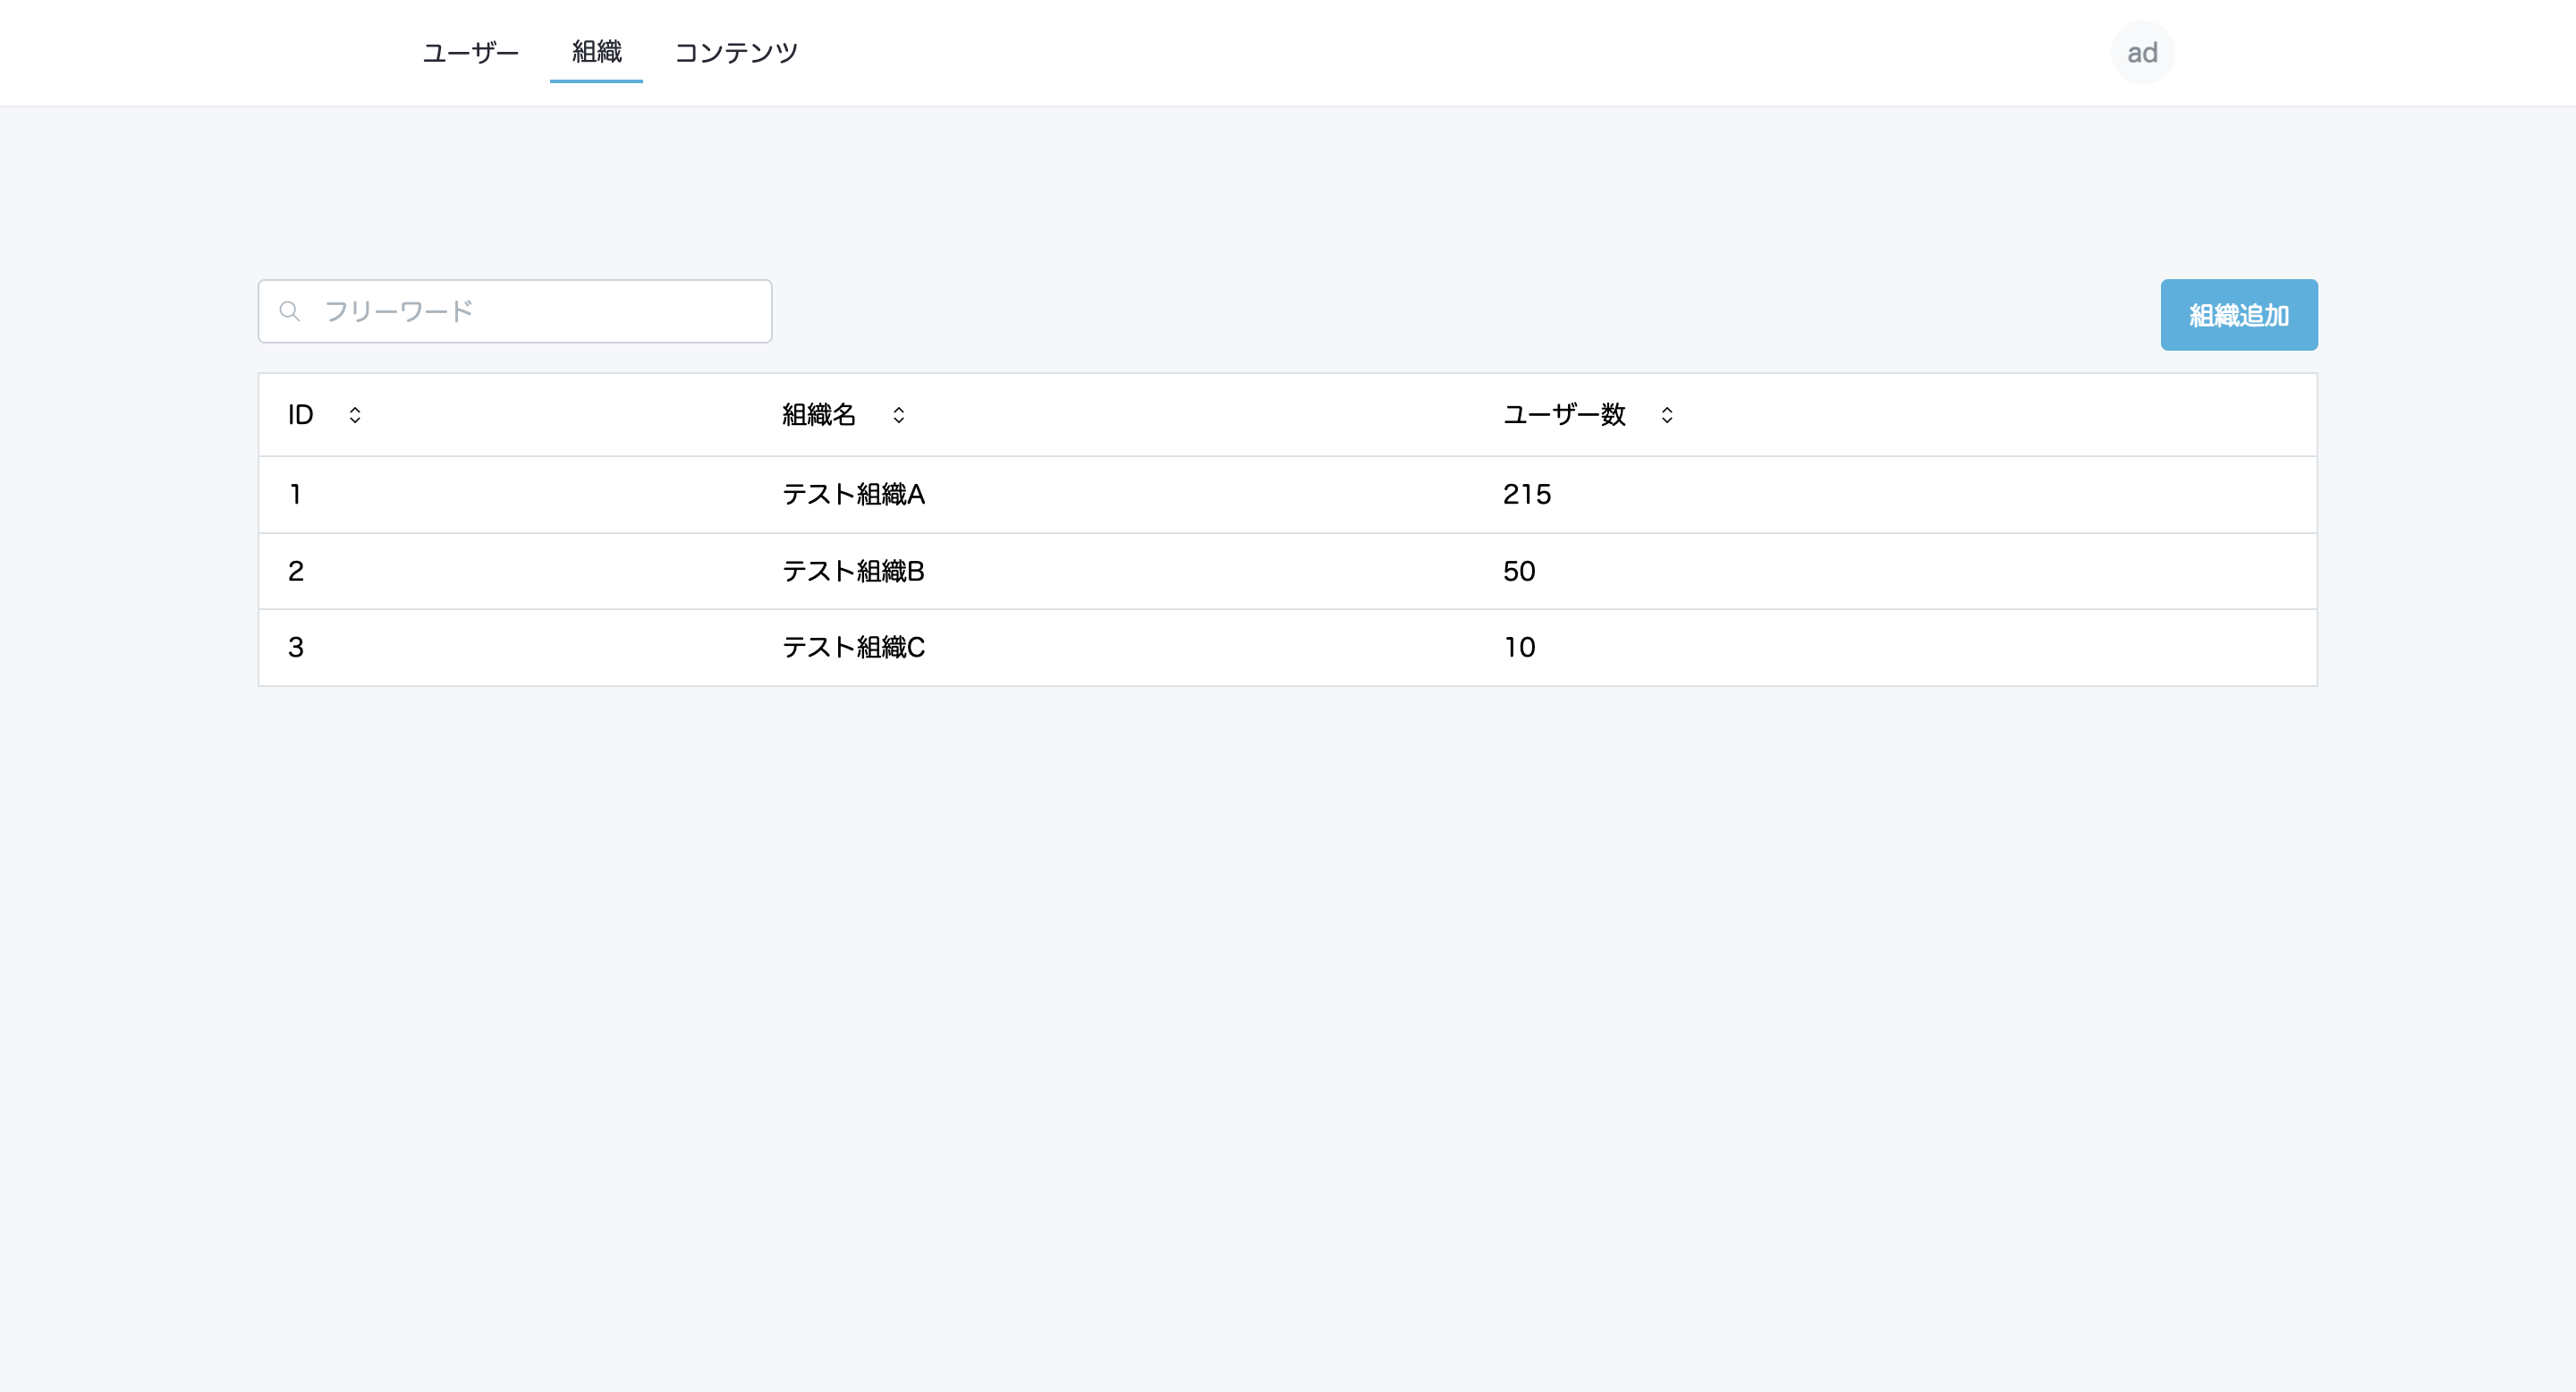 ユーザー 組織 コンテンツ ad
フリーワード 組織追加
ID 組織名 ユーザー数
1 テスト組織A 215
2 テスト組織B 50
3 テスト組織C 10